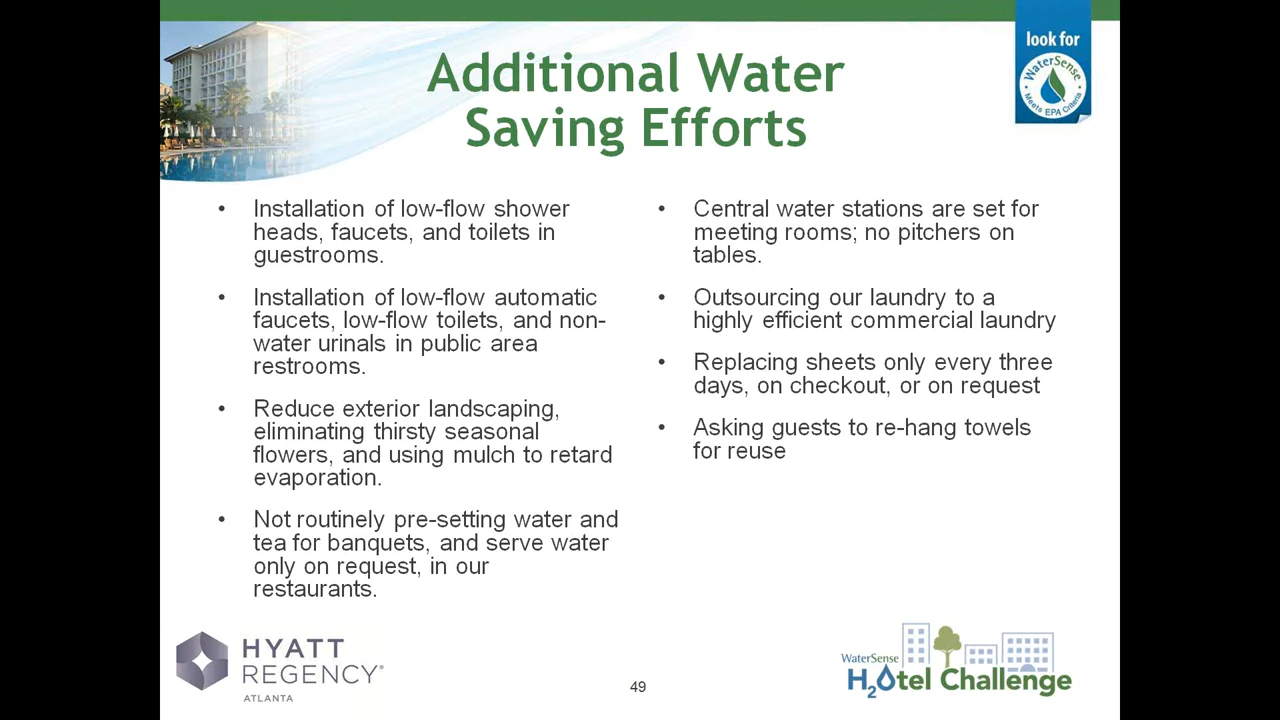 look for
WaterSense
Meets EPA Criteria
Additional Water
Saving Efforts
• Installation of low-flow shower
heads, faucets, and toilets in
guestrooms.
• Installation of low-flow automatic
faucets, low-flow toilets, and non-
water urinals in public area
restrooms.
• Reduce exterior landscaping,
eliminating thirsty seasonal
flowers, and using mulch to retard
evaporation.
• Not routinely pre-setting water and
tea for banquets, and serve water
only on request, in our
restaurants.
• Central water stations are set for
meeting rooms; no pitchers on
tables.
• Outsourcing our laundry to a
highly efficient commercial laundry
• Replacing sheets only every three
days, on checkout, or on request
• Asking guests to re-hang towels
for reuse
HYATT
REGENCY®
ATLANTA
49
WaterSense
H2Otel Challenge